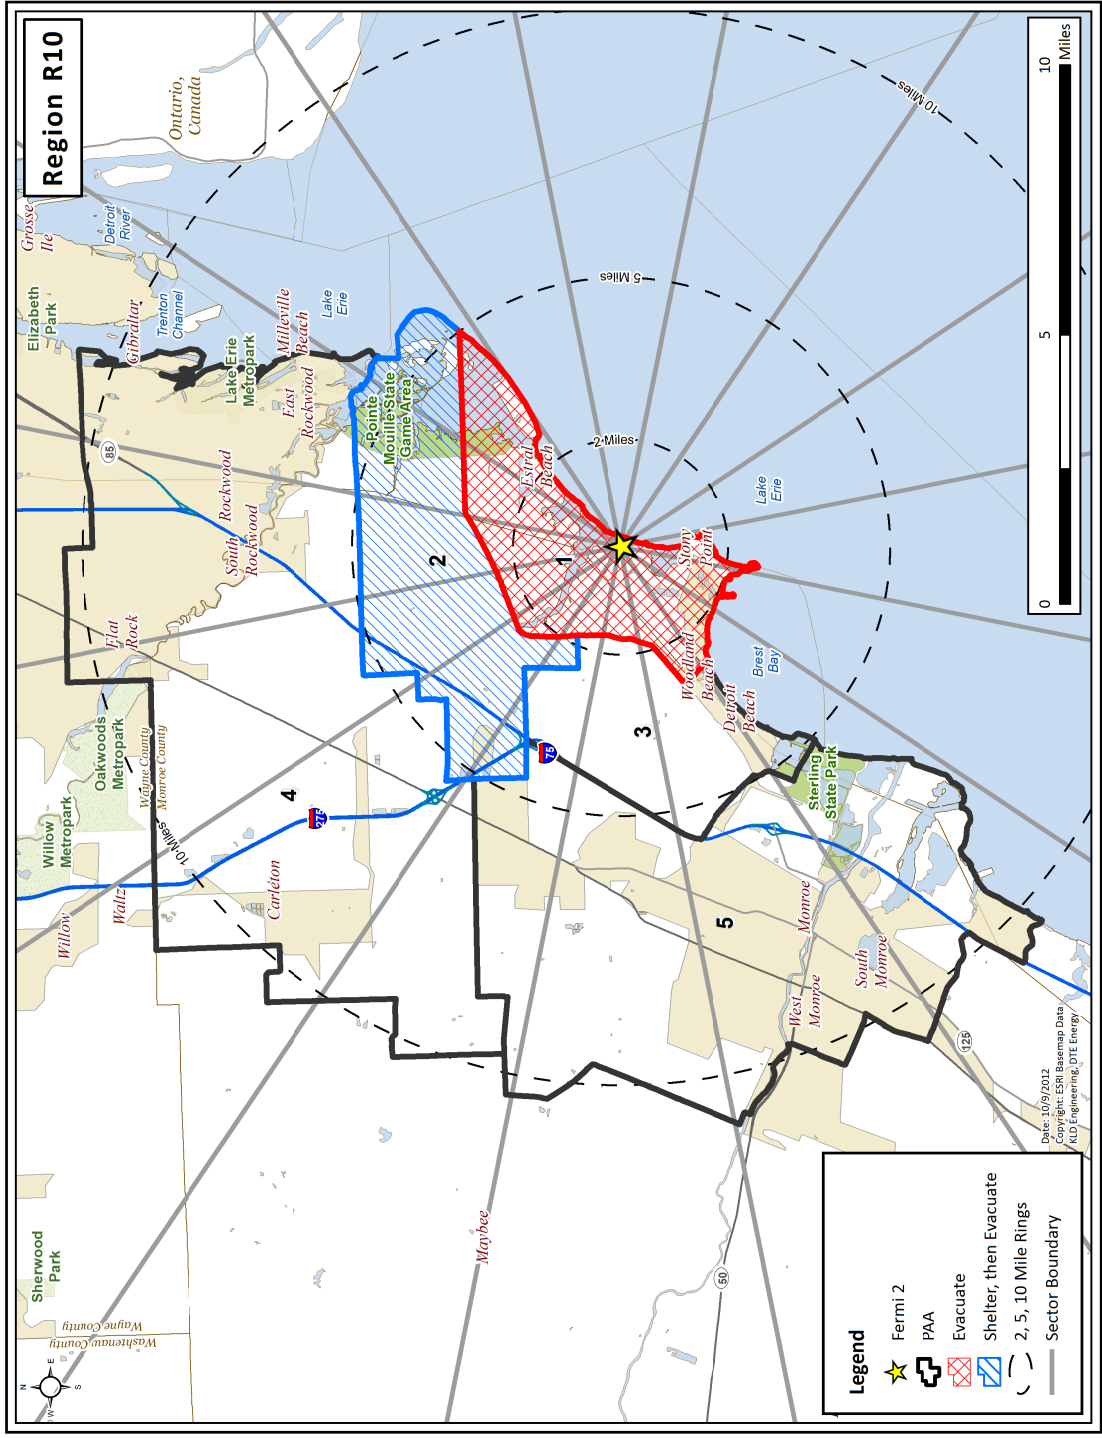 Region R10
Ontario,
Canada
Grosse
Ile
Detroit
River
Elizabeth
Park
Gibraltar
Trenton
Channel
Lake Erie
Metropark
Milleville
Beach
Lake
Erie
East
Rockwood
Pointe
Mouille State
Game Area
85
South Rockwood
South
Rockwood
Flat
Rock
Oakwoods
Metropark
Wayne County
Monroe County
Willow
Metropark
10 Miles
Willow
Waltz
Carleton
275
75
Estral
Beach
2 Miles
5 Miles
10 Miles
1
2
3
4
5
Stony
Point
Lake
Erie
Woodland
Beach
Detroit
Beach
Brest
Bay
Sterling
State Park
Monroe
South
Monroe
West
Monroe
125
50
Maybee
Sherwood
Park
Wayne County
Washtenaw County
N
E
S
W
0
5
10
Miles
Date: 10/9/2012
Copyright: ESRI Basemap Data
KLD Engineering, DTE Energy
Legend
Fermi 2
PAA
Evacuate
Shelter, then Evacuate
2, 5, 10 Mile Rings
Sector Boundary